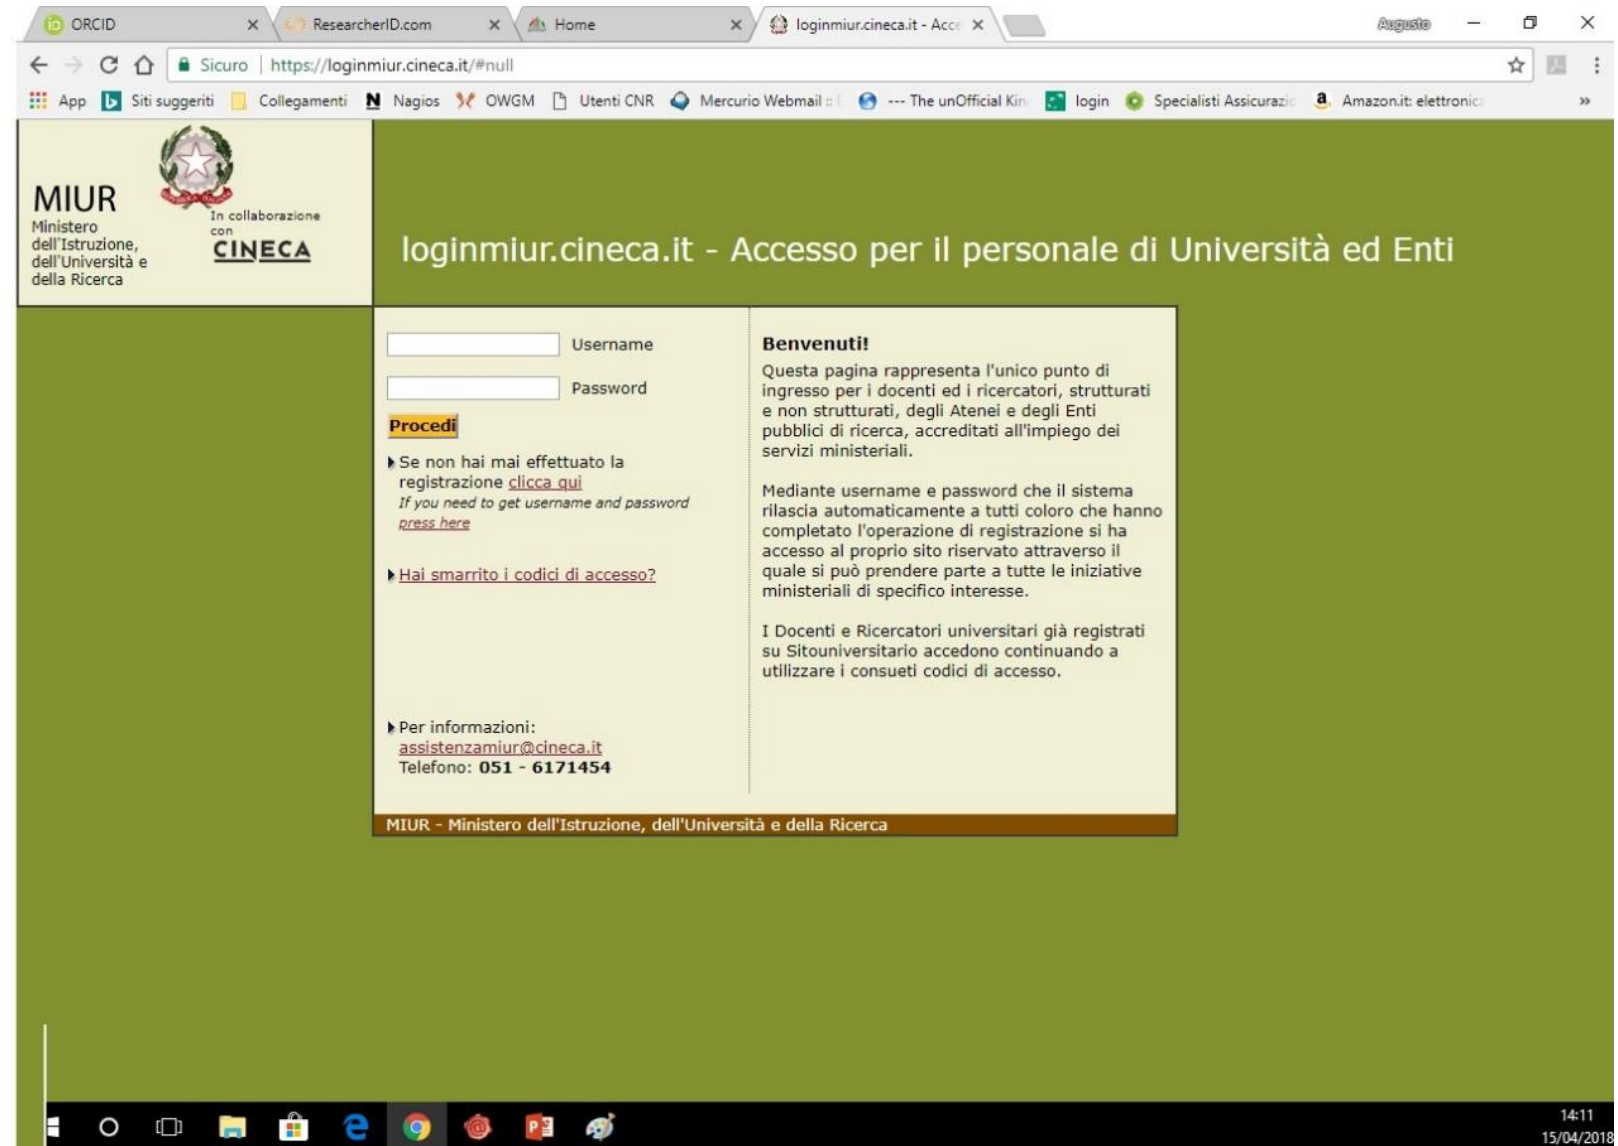 ORCID
ResearcherID.com
Home
loginmiur.cineca.it - Acce
Augusto
Sicuro | https://loginmiur.cineca.it/#null
App
Siti suggeriti
Collegamenti
Nagios
OWGM
Utenti CNR
Mercurio Webmail ::
--- The unOfficial Kin
login
Specialisti Assicurazio
Amazon.it: elettronica
»
MIUR
Ministero
dell'Istruzione,
dell'Università e
della Ricerca
In collaborazione
con
CINECA
loginmiur.cineca.it - Accesso per il personale di Università ed Enti
Username
Password
Procedi
Se non hai mai effettuato la
registrazione clicca qui
If you need to get username and password
press here
Hai smarrito i codici di accesso?
Per informazioni:
assistenzamiur@cineca.it
Telefono: 051 - 6171454
Benvenuti!
Questa pagina rappresenta l'unico punto di
ingresso per i docenti ed i ricercatori, strutturati
e non strutturati, degli Atenei e degli Enti
pubblici di ricerca, accreditati all'impiego dei
servizi ministeriali.
Mediante username e password che il sistema
rilascia automaticamente a tutti coloro che hanno
completato l'operazione di registrazione si ha
accesso al proprio sito riservato attraverso il
quale si può prendere parte a tutte le iniziative
ministeriali di specifico interesse.
I Docenti e Ricercatori universitari già registrati
su Sitouniversitario accedono continuando a
utilizzare i consueti codici di accesso.
MIUR - Ministero dell'Istruzione, dell'Università e della Ricerca
14:11
15/04/2018